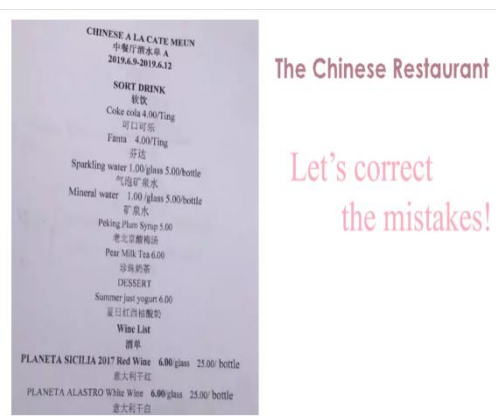 CHINESE A LA CATE MEUN
中餐厅酒水单 A
2019.6.9-2019.6.12
SORT DRINK
软饮
Coke cola 4.00/Ting
可口可乐
Fanta 4.00/Ting
芬达
Sparkling water 1.00/glass 5.00/bottle
气泡矿泉水
Mineral water 1.00 /glass 5.00/bottle
矿泉水
Peking Plum Syrup 5.00
老北京酸梅汤
Pear Milk Tea 6.00
珍珠奶茶
DESSERT
Summer just yogurt 6.00
夏日红西柚酸奶
Wine List
酒单
PLANETA SICILIA 2017 Red Wine 6.00/glass 25.00/ bottle
意大利干红
PLANETA ALASTRO White Wine 6.00/glass 25.00/ bottle
意大利干白
The Chinese Restaurant
Let's correct
the mistakes!